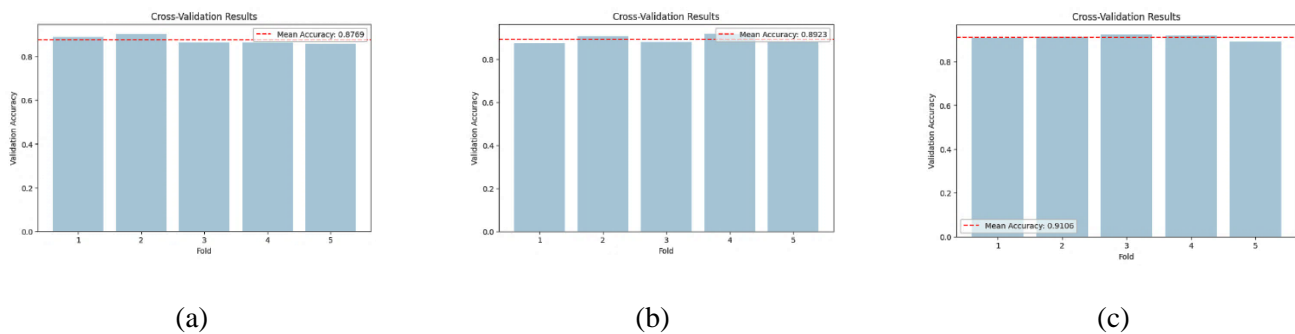 Cross-Validation Results
Mean Accuracy: 0.8769
Validation Accuracy
0.8
0.6
0.4
0.2
0.0
1 2 3 4 5
Fold
(a)
Cross-Validation Results
Mean Accuracy: 0.8923
Validation Accuracy
0.8
0.6
0.4
0.2
0.0
1 2 3 4 5
Fold
(b)
Cross-Validation Results
Validation Accuracy
0.8
0.6
0.4
0.2
0.0
Mean Accuracy: 0.9106
1 2 3 4 5
Fold
(c)